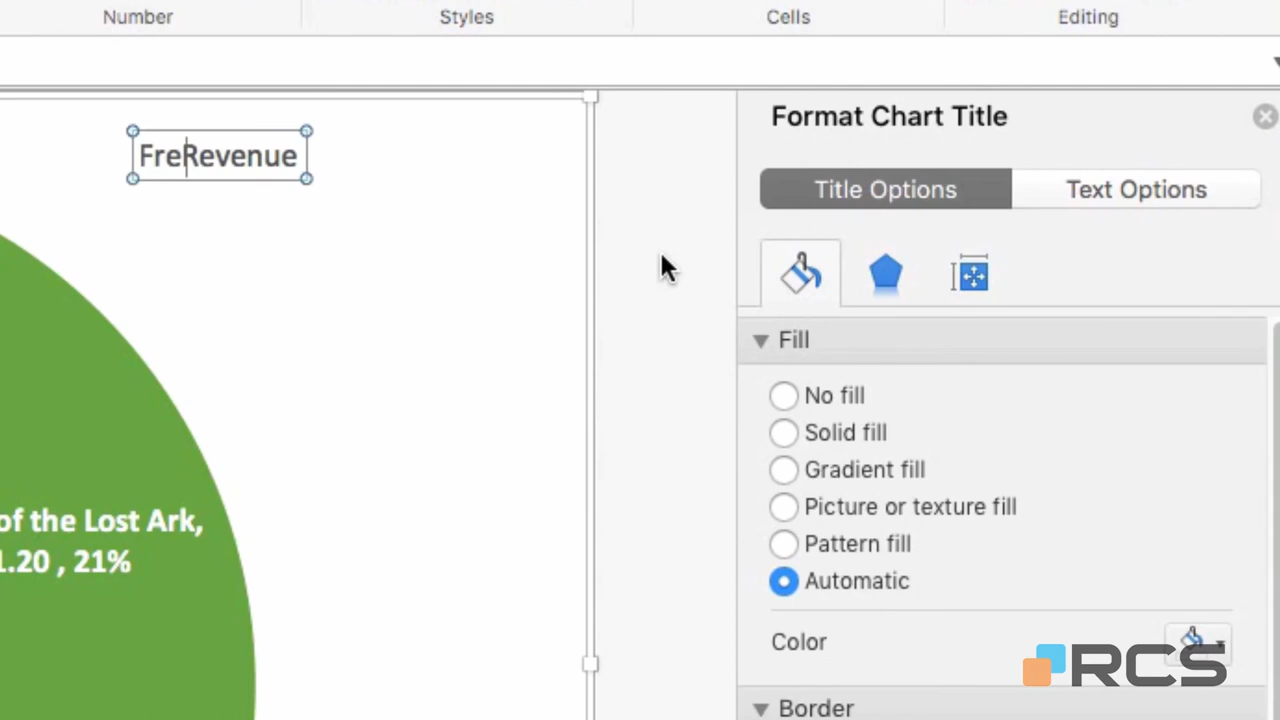 Number
Styles
Cells
Editing
FreRevenue
Format Chart Title
Title Options
Text Options
Fill
No fill
Solid fill
Gradient fill
Picture or texture fill
Pattern fill
Automatic
of the Lost Ark,
1.20 , 21%
Color
RCS
Border